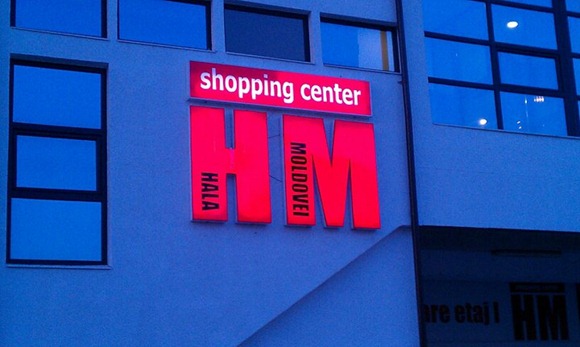 shopping center
HM
HALA
MOLDOVEI
are etaj I
HM